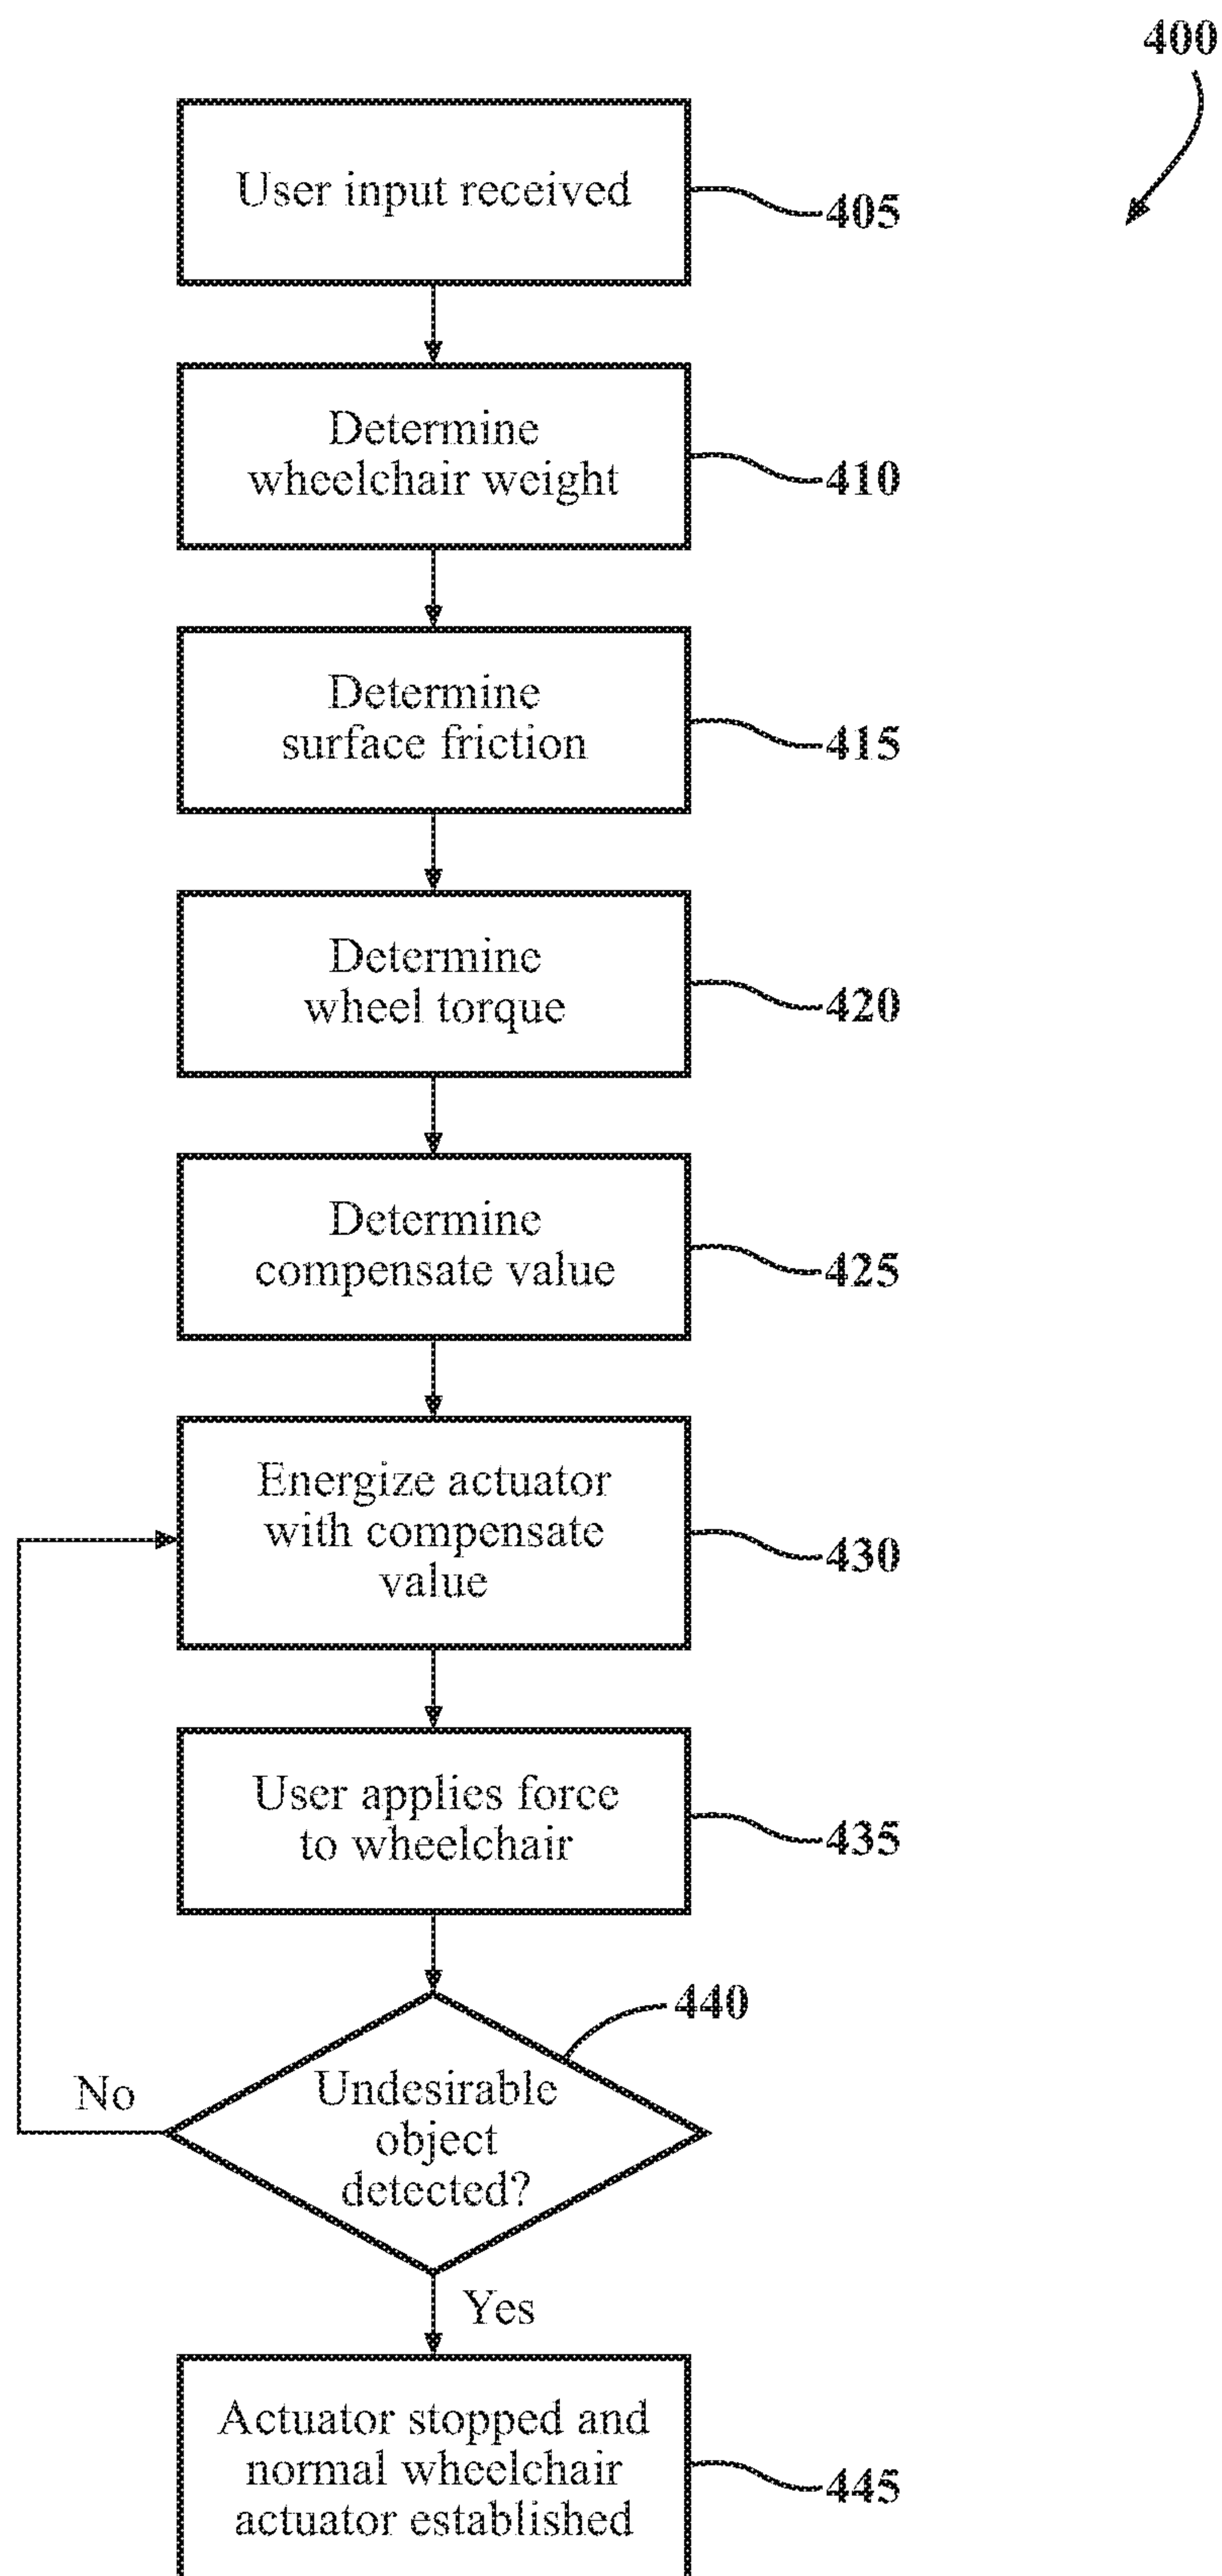 400
User input received
405
Determine
wheelchair weight
410
Determine
surface friction
415
Determine
wheel torque
420
Determine
compensate value
425
Energize actuator
with compensate
value
430
User applies force
to wheelchair
435
440
Undesirable
object
detected?
No
Yes
Actuator stopped and
normal wheelchair
actuator established
445